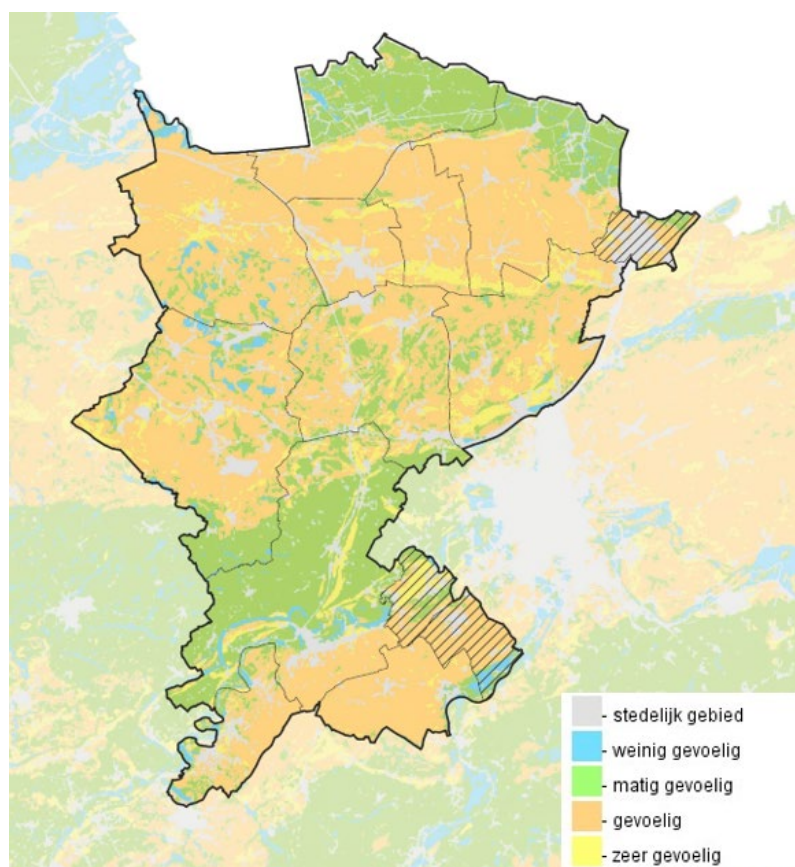 - stedelijk gebied
- weinig gevoelig
- matig gevoelig
- gevoelig
- zeer gevoelig